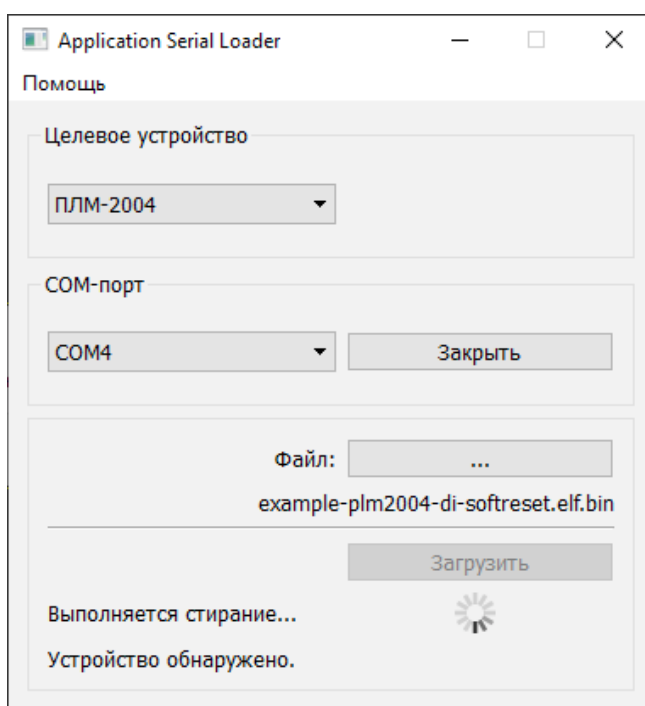 Application Serial Loader
Помощь
Целевое устройство
ПЛМ-2004
COM-порт
COM4
Закрыть
Файл:
...
example-plm2004-di-softreset.elf.bin
Загрузить
Выполняется стирание...
Устройство обнаружено.